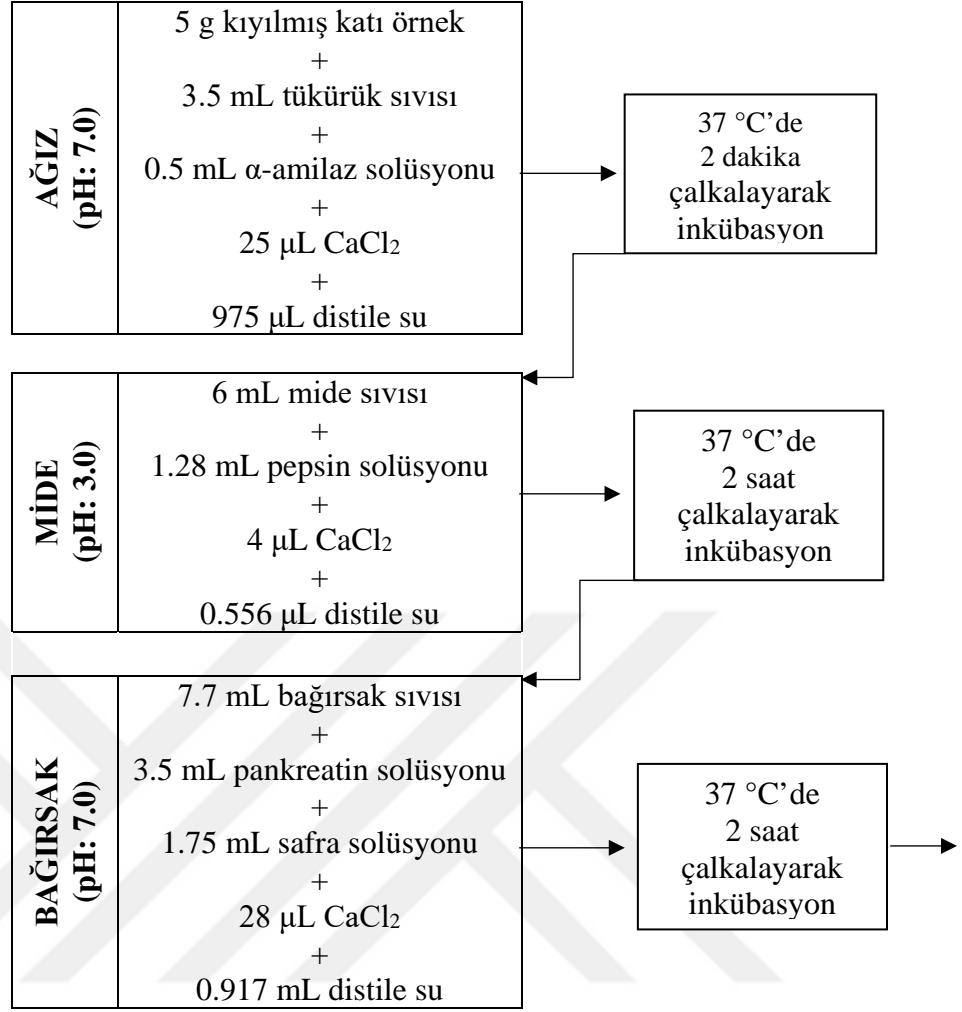 AĞIZ
(pH: 7.0)
5 g kıyılmış katı örnek
+
3.5 mL tükürük sıvısı
+
0.5 mL α-amilaz solüsyonu
+
25 μL CaCl₂
+
975 μL distile su
37 °C’de
2 dakika
çalkalayarak
inkübasyon
MİDE
(pH: 3.0)
6 mL mide sıvısı
+
1.28 mL pepsin solüsyonu
+
4 μL CaCl₂
+
0.556 μL distile su
37 °C’de
2 saat
çalkalayarak
inkübasyon
BAĞIRSAK
(pH: 7.0)
7.7 mL bağırsak sıvısı
+
3.5 mL pankreatin solüsyonu
+
1.75 mL safra solüsyonu
+
28 μL CaCl₂
+
0.917 mL distile su
37 °C’de
2 saat
çalkalayarak
inkübasyon